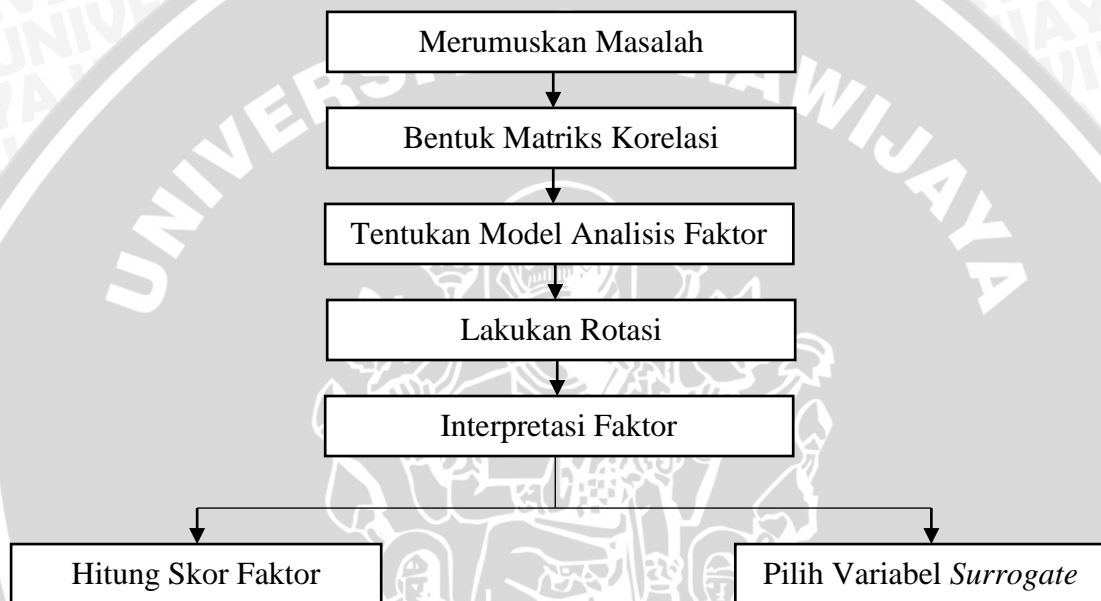 Merumuskan Masalah
Bentuk Matriks Korelasi
Tentukan Model Analisis Faktor
Lakukan Rotasi
Interpretasi Faktor
Hitung Skor Faktor
Pilih Variabel Surrogate